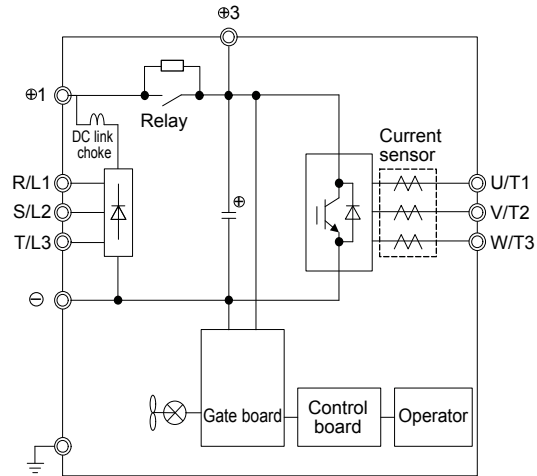 ⊕3
⊕1
Relay
DC link
choke
Current
sensor
R/L1
S/L2
T/L3
⊕
U/T1
V/T2
W/T3
⊖
Gate board
Control
board
Operator